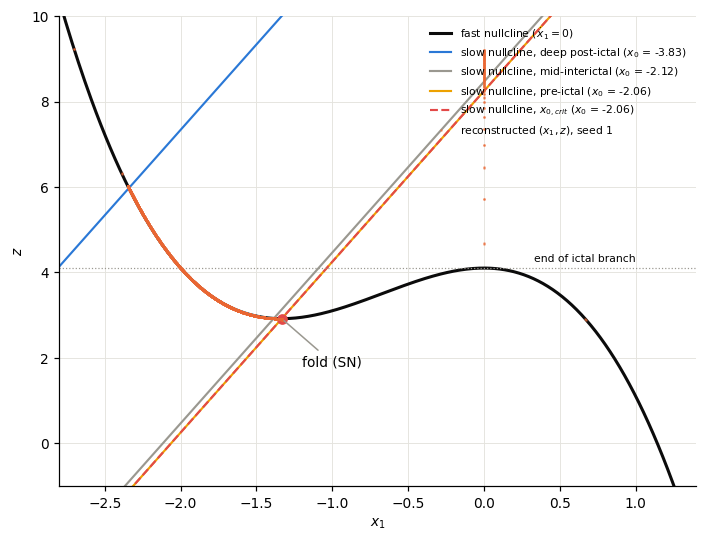 fast nullcline (ẋ₁ = 0)
slow nullcline, deep post-ictal (x₀ = -3.83)
slow nullcline, mid-interictal (x₀ = -2.12)
slow nullcline, pre-ictal (x₀ = -2.06)
slow nullcline, x₀,crit (x₀ = -2.06)
reconstructed (x₁, z), seed 1
end of ictal branch
fold (SN)
10
8
6
4
2
0
z
−2.5 −2.0 −1.5 −1.0 −0.5 0.0 0.5 1.0
x₁